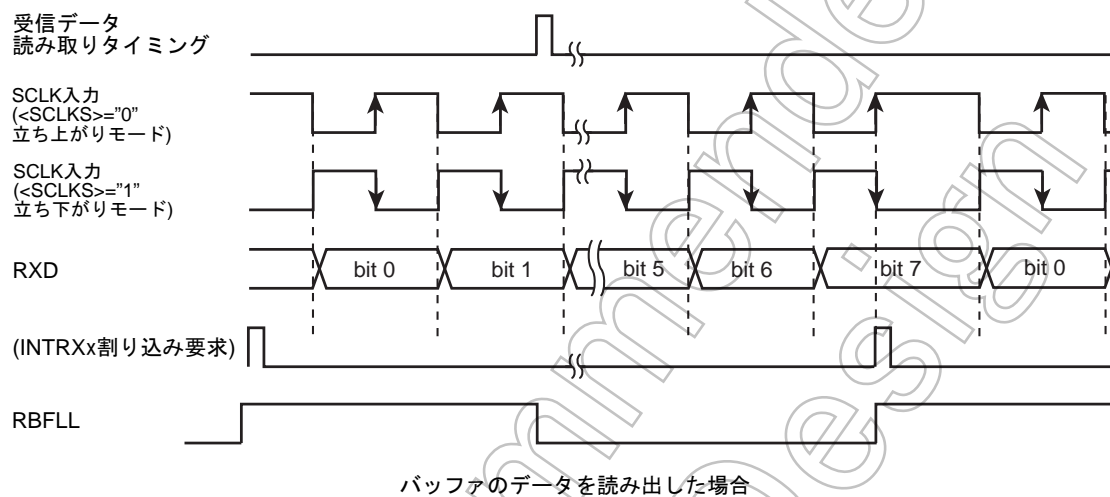 受信データ
読み取りタイミング
SCLK入力
(<SCLKS>="0"
立ち上がりモード)
SCLK入力
(<SCLKS>="1"
立ち下がりモード)
RXD
bit 0
bit 1
bit 5
bit 6
bit 7
bit 0
(INTRXx割り込み要求)
RBFLL
バッファのデータを読み出した場合